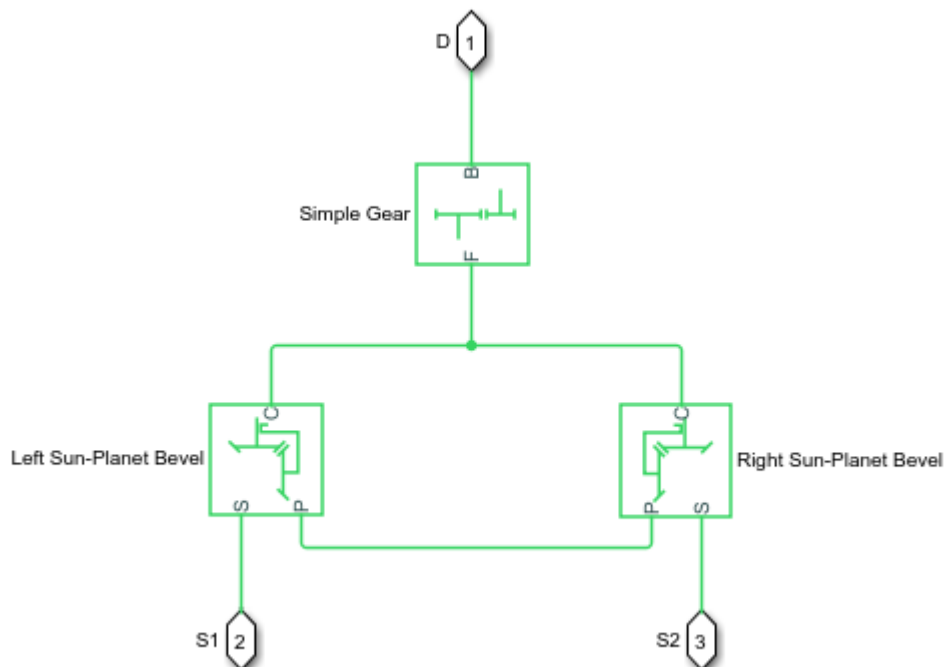 D 1
B
Simple Gear
F
C
C
Left Sun-Planet Bevel
Right Sun-Planet Bevel
S P
P S
S1 2
S2 3